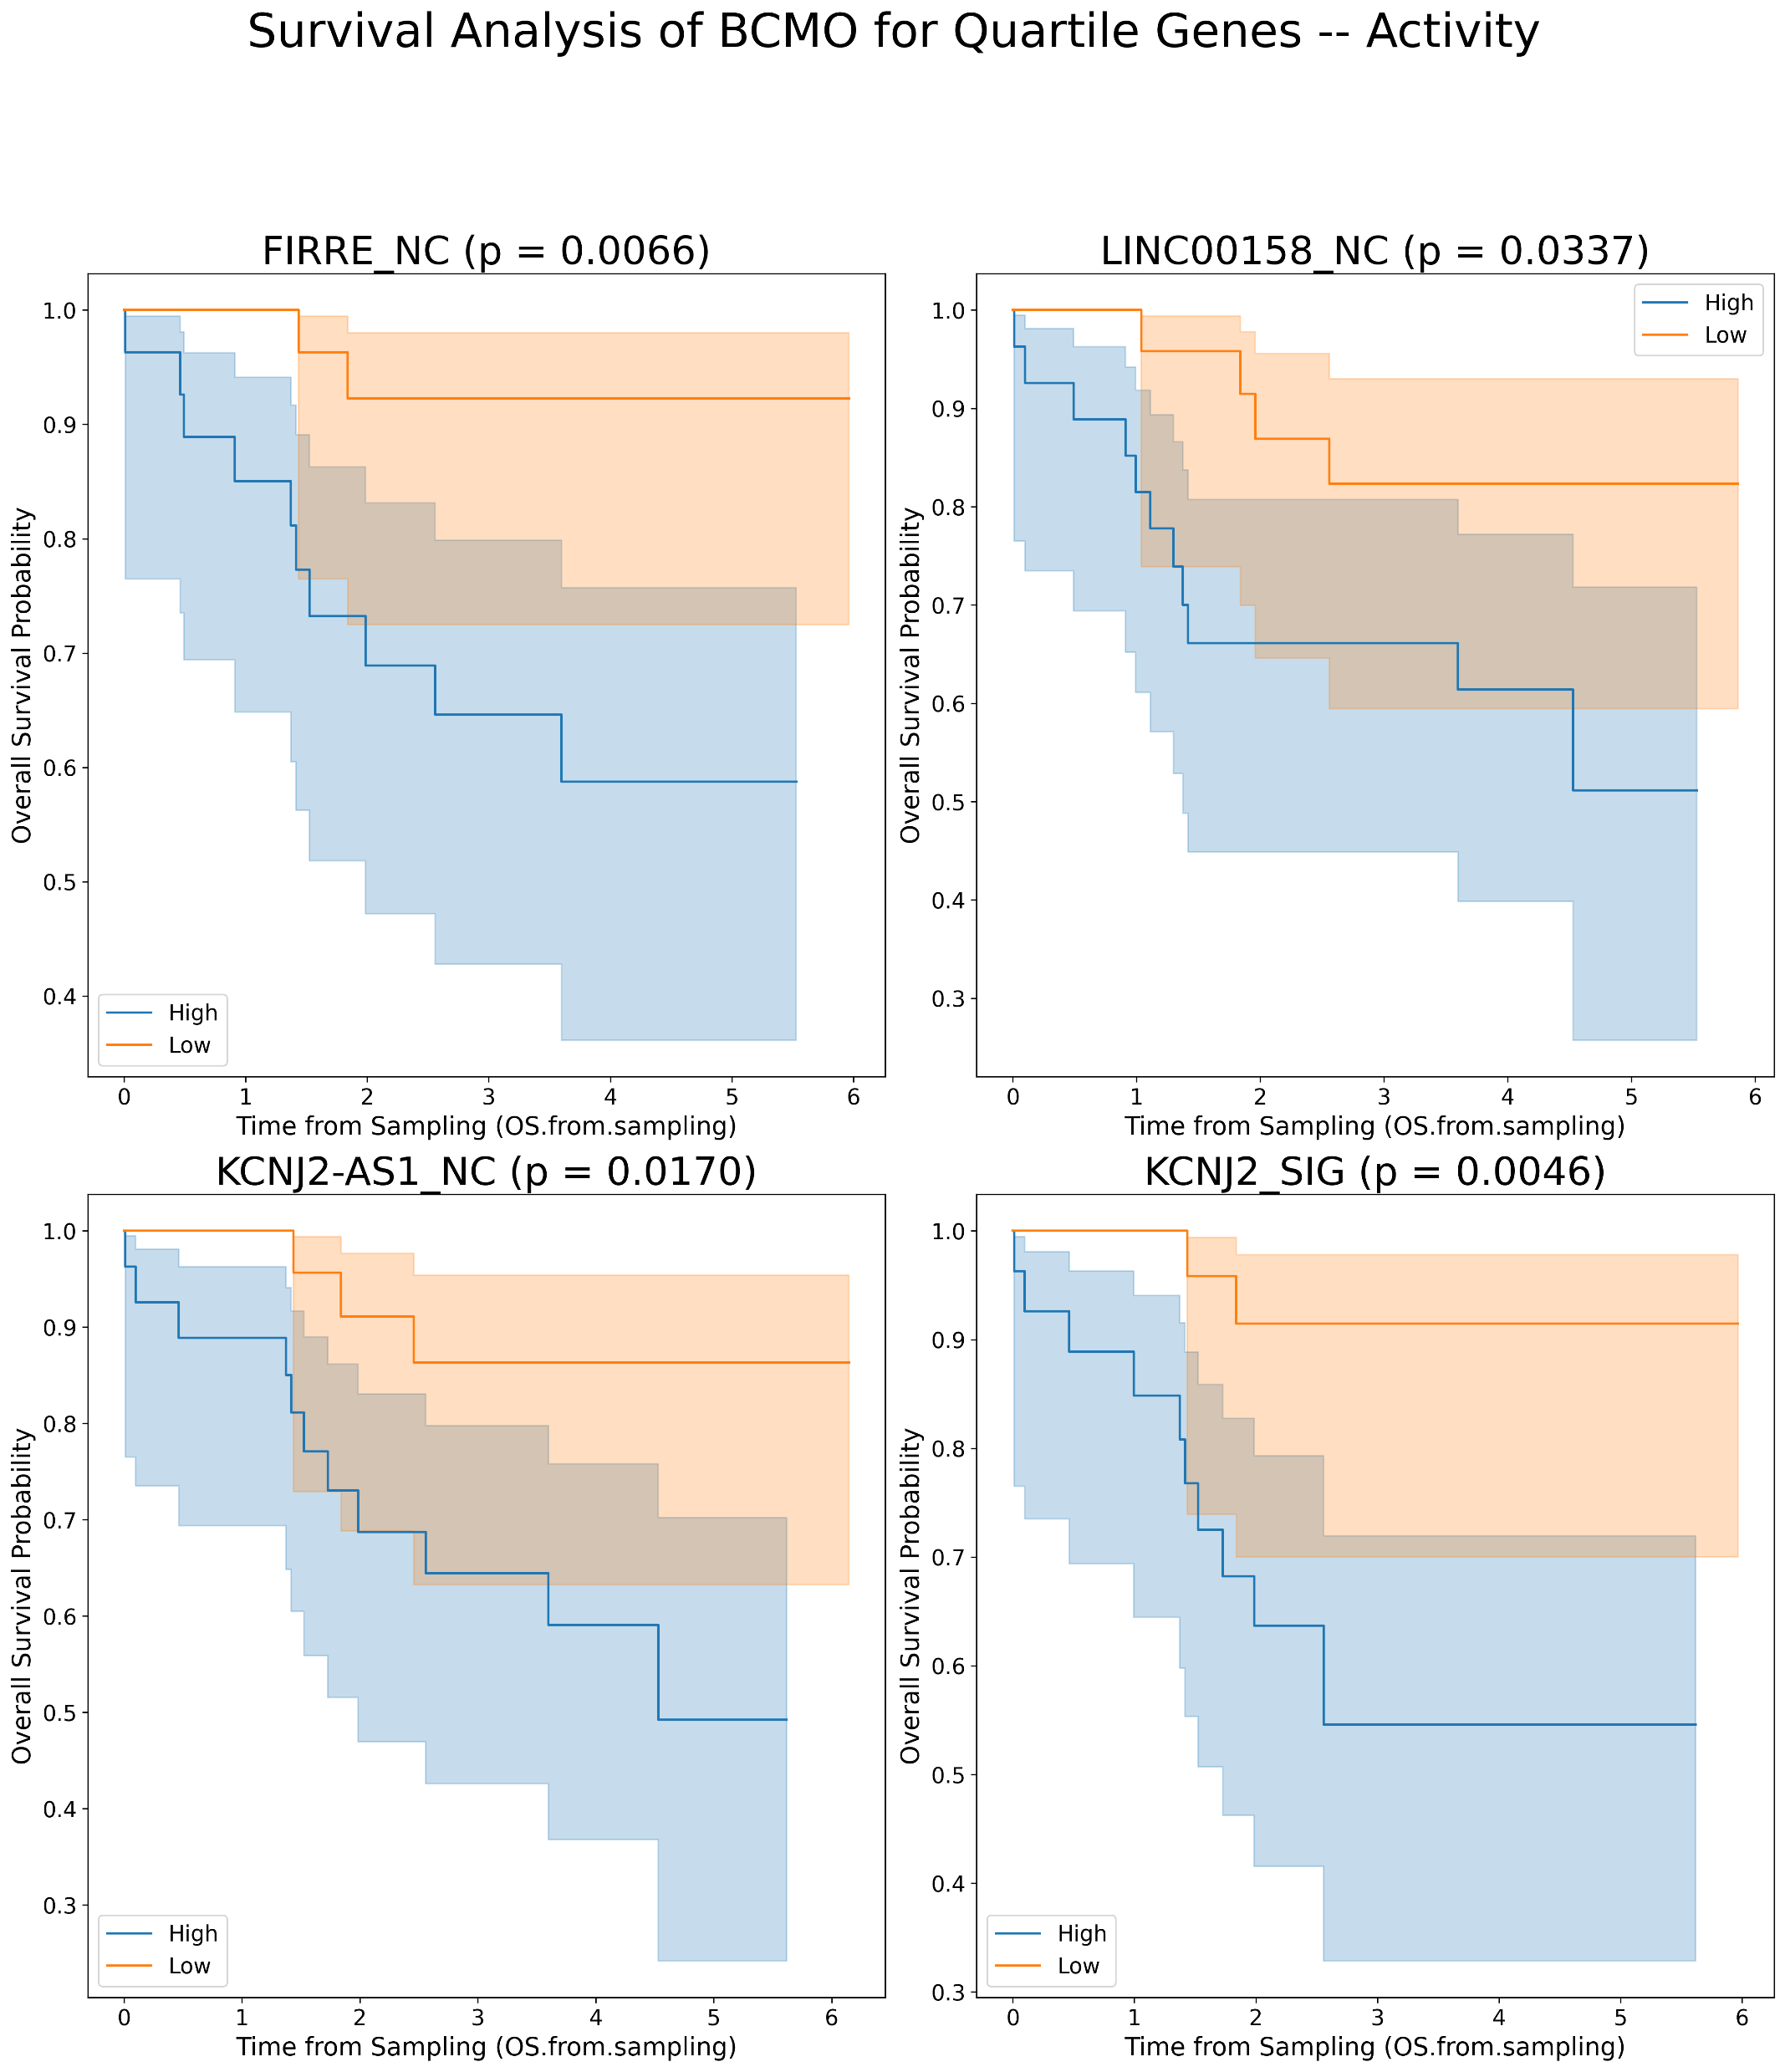 Survival Analysis of BCMO for Quartile Genes -- Activity
FIRRE_NC (p = 0.0066)
1.0
0.9
0.8
0.7
0.6
0.5
0.4
Overall Survival Probability
High
Low
0 1 2 3 4 5 6
Time from Sampling (OS.from.sampling)
LINC00158_NC (p = 0.0337)
High
Low
1.0
0.9
0.8
0.7
0.6
0.5
0.4
0.3
Overall Survival Probability
0 1 2 3 4 5 6
Time from Sampling (OS.from.sampling)
KCNJ2-AS1_NC (p = 0.0170)
1.0
0.9
0.8
0.7
0.6
0.5
0.4
0.3
Overall Survival Probability
High
Low
0 1 2 3 4 5 6
Time from Sampling (OS.from.sampling)
KCNJ2_SIG (p = 0.0046)
1.0
0.9
0.8
0.7
0.6
0.5
0.4
0.3
Overall Survival Probability
High
Low
0 1 2 3 4 5 6
Time from Sampling (OS.from.sampling)